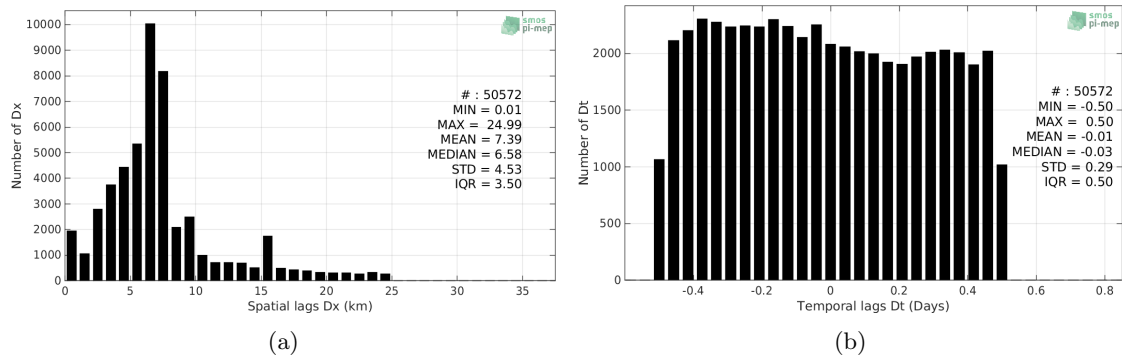 10000
9000
8000
7000
6000
5000
4000
3000
2000
1000
0
Number of Dx
smos
pi-mep
# : 50572
MIN = 0.01
MAX = 24.99
MEAN = 7.39
MEDIAN = 6.58
STD = 4.53
IQR = 3.50
0 5 10 15 20 25 30 35
Spatial lags Dx (km)
(a)
2000
1500
1000
500
0
Number of Dt
smos
pi-mep
# : 50572
MIN = -0.50
MAX = 0.50
MEAN = -0.01
MEDIAN = -0.03
STD = 0.29
IQR = 0.50
-0.4 -0.2 0 0.2 0.4 0.6 0.8
Temporal lags Dt (Days)
(b)